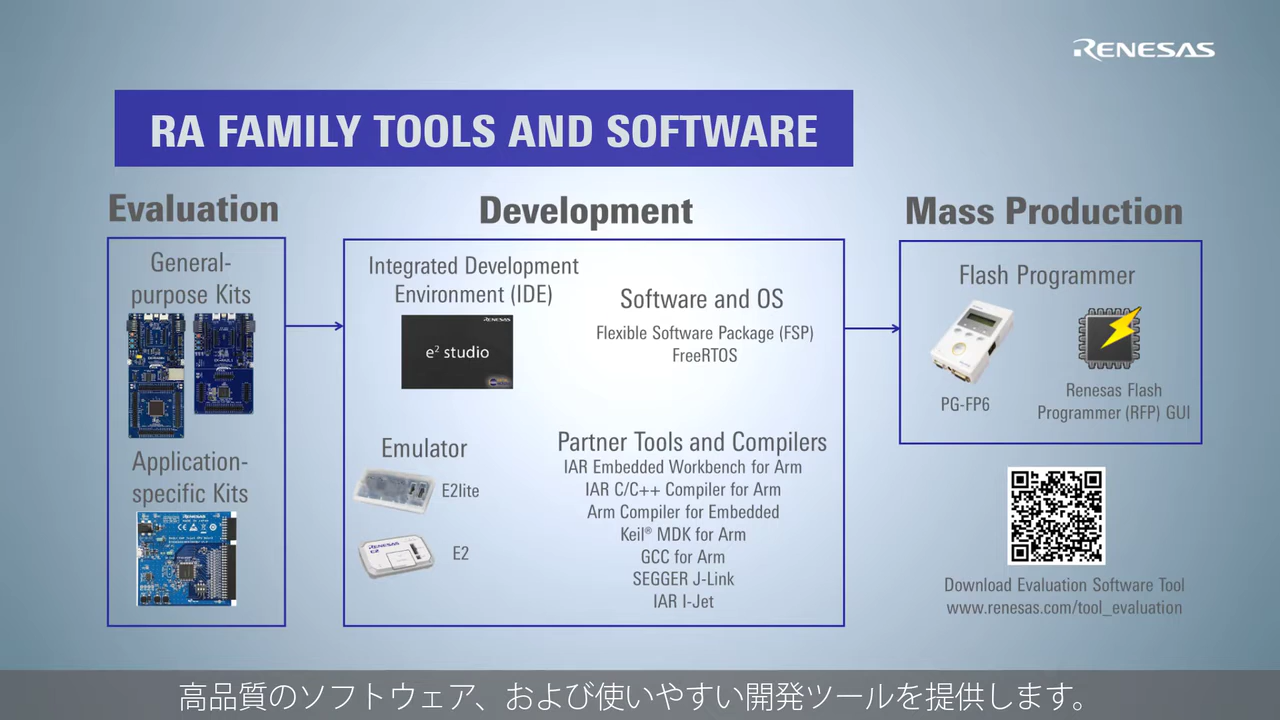 RENESAS
RA FAMILY TOOLS AND SOFTWARE
Evaluation
General-
purpose Kits
Application-
specific Kits
Development
Integrated Development
Environment (IDE)
RENESAS
e² studio
Software and OS
Flexible Software Package (FSP)
FreeRTOS
Emulator
E2lite
RENESAS
E2
E2
Partner Tools and Compilers
IAR Embedded Workbench for Arm
IAR C/C++ Compiler for Arm
Arm Compiler for Embedded
Keil® MDK for Arm
GCC for Arm
SEGGER J-Link
IAR I-Jet
Mass Production
Flash Programmer
PG-FP6
Renesas Flash
Programmer (RFP) GUI
Download Evaluation Software Tool
www.renesas.com/tool_evaluation
高品質のソフトウェア、および使いやすい開発ツールを提供します。